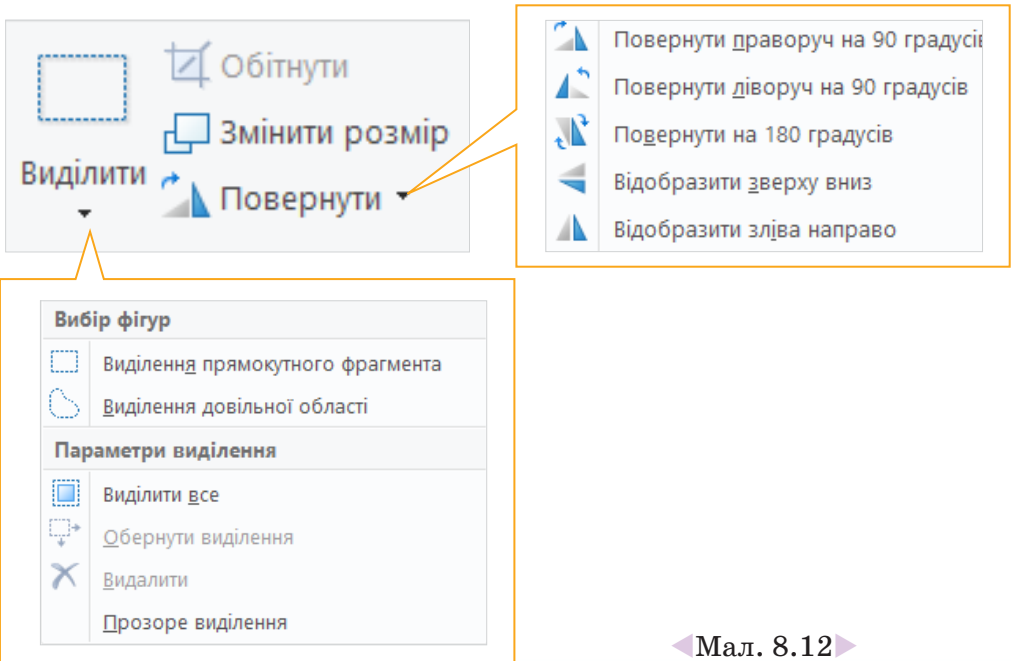 Виділити
Обітнути
Змінити розмір
Повернути
Повернути праворуч на 90 градусів
Повернути ліворуч на 90 градусів
Повернути на 180 градусів
Відобразити зверху вниз
Відобразити зліва направо
Вибір фігур
Виділення прямокутного фрагмента
Виділення довільної області
Параметри виділення
Виділити все
Обернути виділення
Видалити
Прозоре виділення
Мал. 8.12